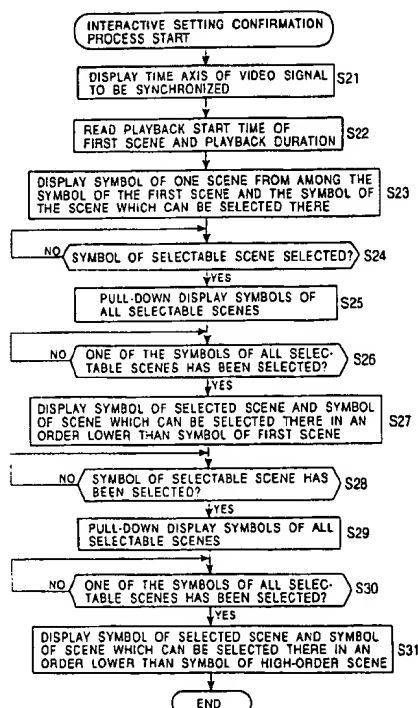 INTERACTIVE SETTING CONFIRMATION
PROCESS START
DISPLAY TIME AXIS OF VIDEO SIGNAL
TO BE SYNCHRONIZED
S21
READ PLAYBACK START TIME OF
FIRST SCENE AND PLAYBACK DURATION
S22
DISPLAY SYMBOL OF ONE SCENE FROM AMONG THE
SYMBOL OF THE FIRST SCENE AND THE SYMBOL OF
THE SCENE WHICH CAN BE SELECTED THERE
S23
NO
SYMBOL OF SELECTABLE SCENE SELECTED?
S24
YES
PULL-DOWN DISPLAY SYMBOLS OF
ALL SELECTABLE SCENES
S25
NO
ONE OF THE SYMBOLS OF ALL SELEC-
TABLE SCENES HAS BEEN SELECTED?
S26
YES
DISPLAY SYMBOL OF SELECTED SCENE AND SYMBOL
OF SCENE WHICH CAN BE SELECTED THERE IN AN
ORDER LOWER THAN SYMBOL OF FIRST SCENE
S27
NO
SYMBOL OF SELECTABLE SCENE HAS
BEEN SELECTED?
S28
YES
PULL-DOWN DISPLAY SYMBOLS OF ALL
SELECTABLE SCENES
S29
NO
ONE OF THE SYMBOLS OF ALL SELEC-
TABLE SCENES HAS BEEN SELECTED?
S30
YES
DISPLAY SYMBOL OF SELECTED SCENE AND SYMBOL
OF SCENE WHICH CAN BE SELECTED THERE IN AN
ORDER LOWER THAN SYMBOL OF HIGH-ORDER SCENE
S31
END